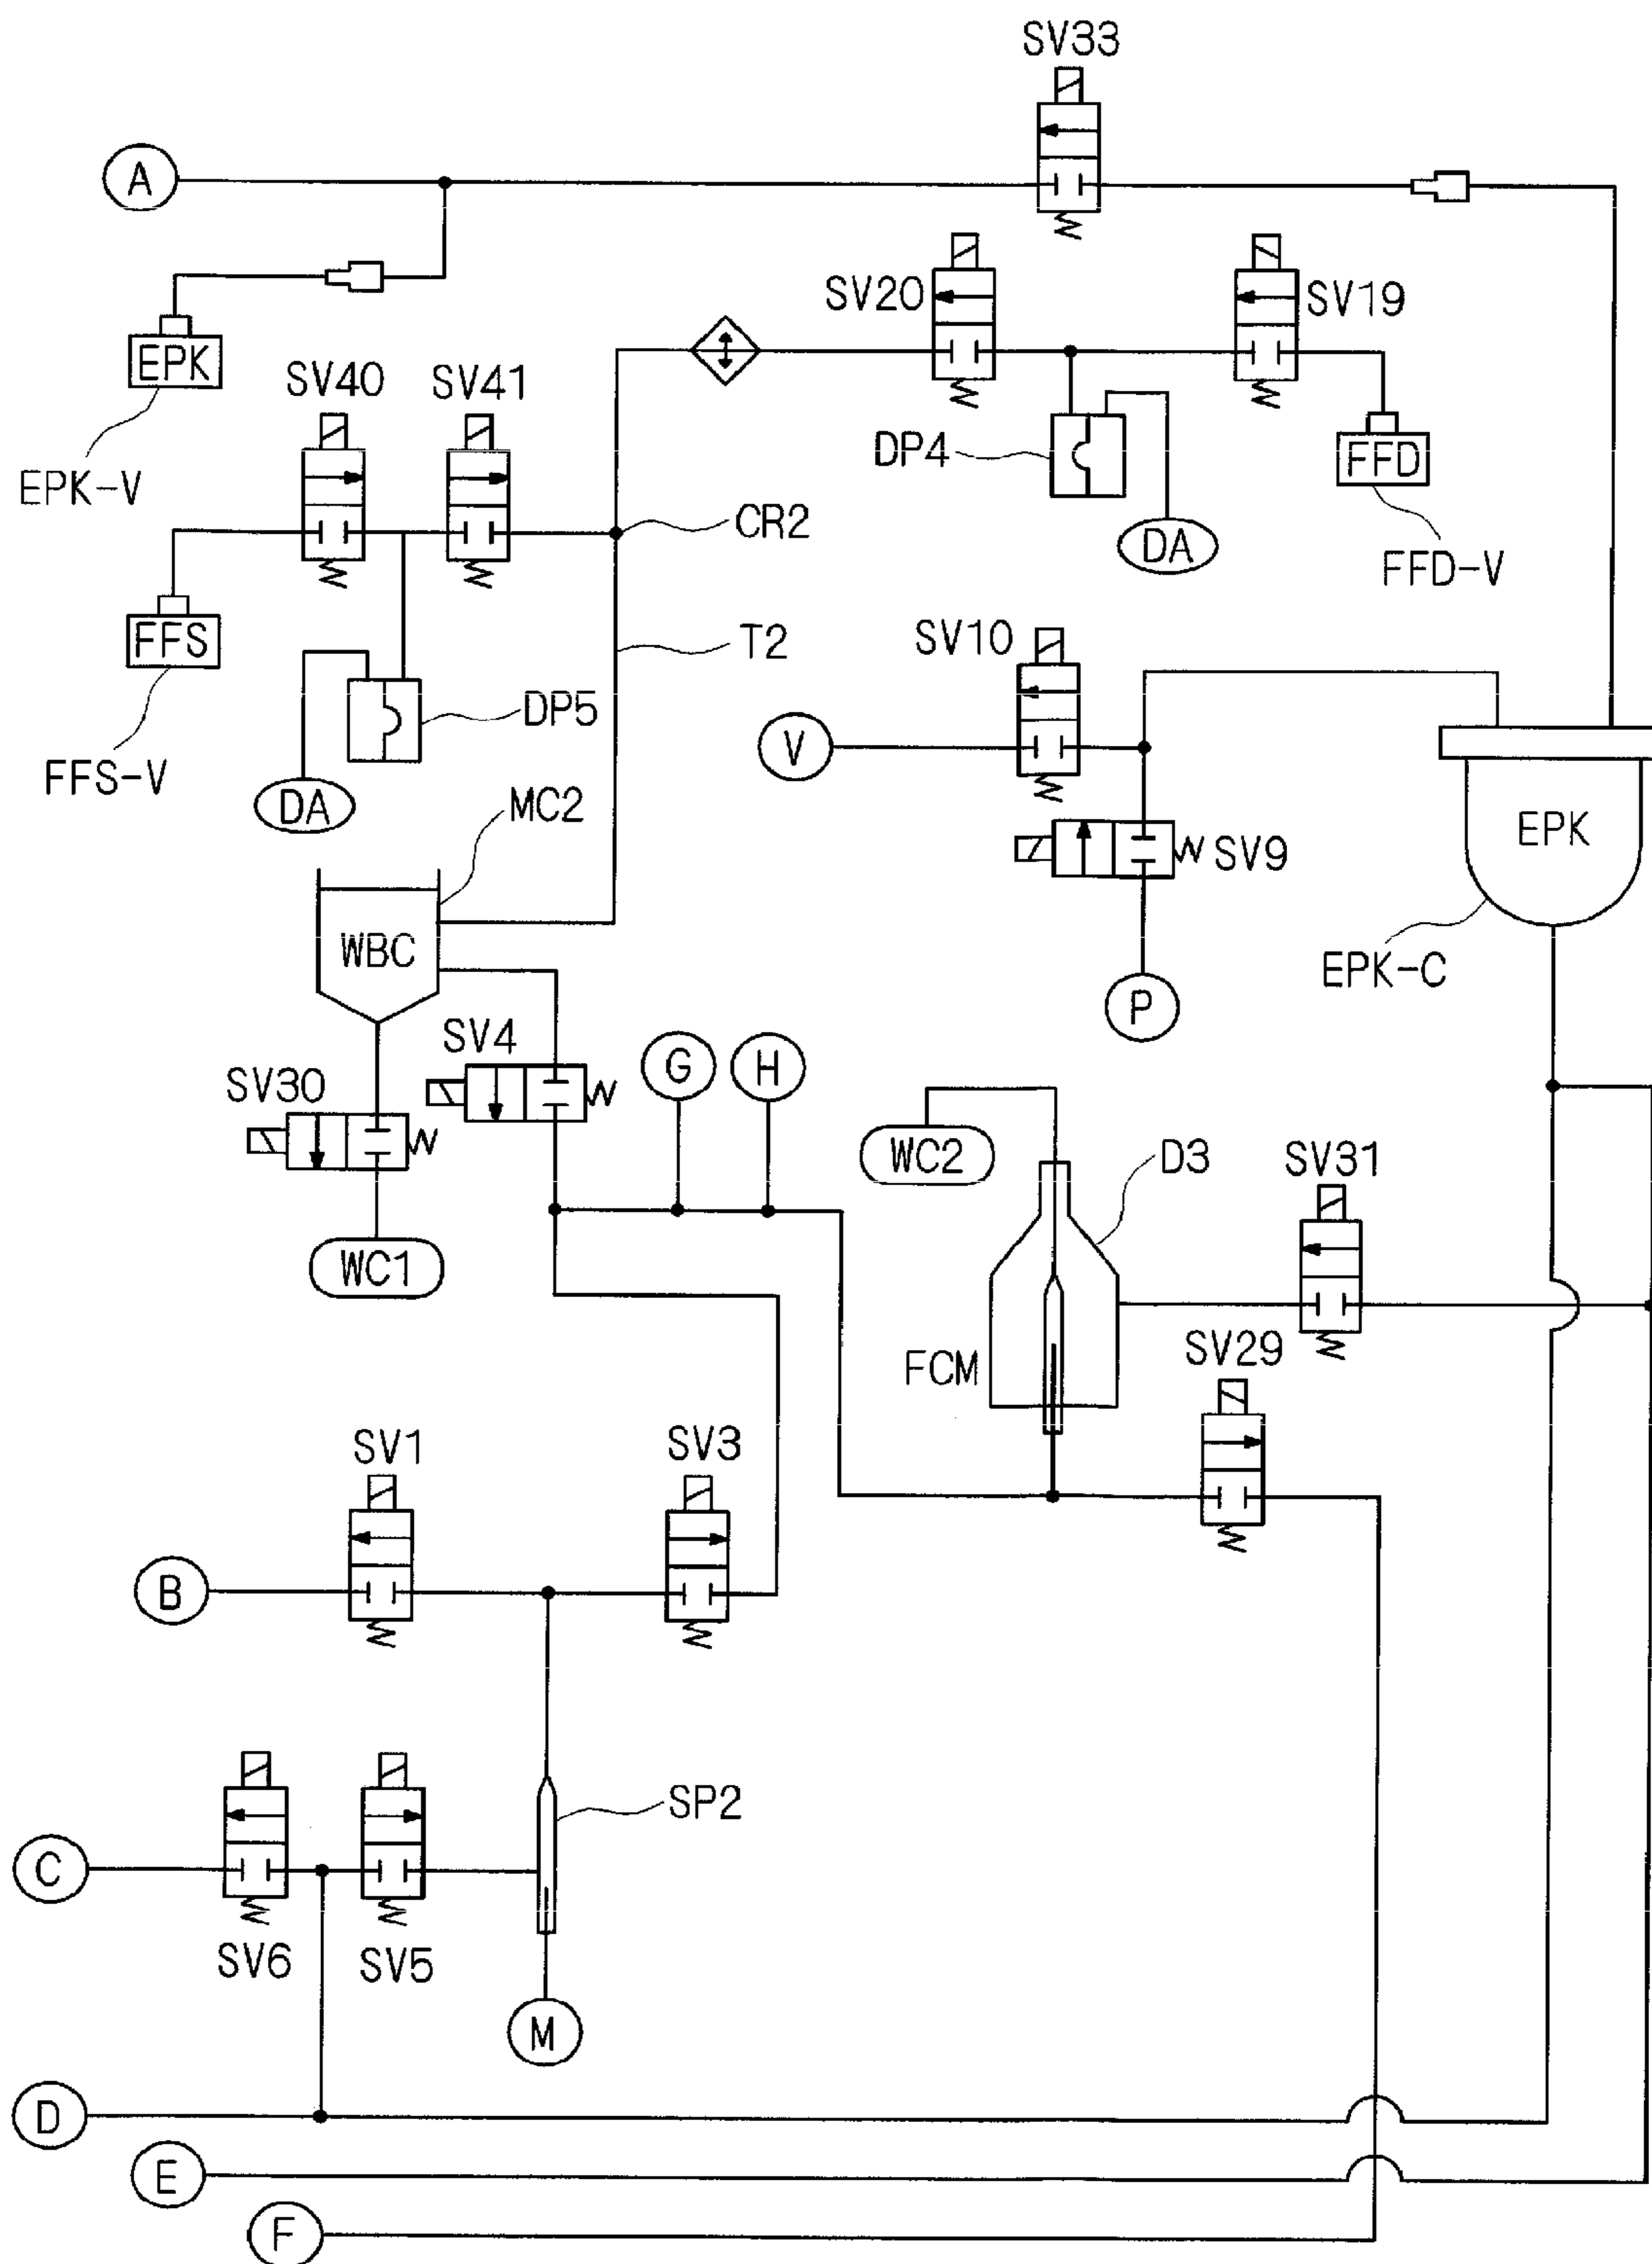 SV33
A
SV20
SV19
EPK
SV40
SV41
DP4
FFD
EPK-V
CR2
DA
FFD-V
FFS
T2
SV10
DP5
V
FFS-V
DA
MC2
EPK
SV9
WBC
EPK-C
P
SV4
G
H
SV30
WC2
D3
SV31
WC1
SV29
FCM
SV1
SV3
B
SP2
C
SV6
SV5
M
D
E
F